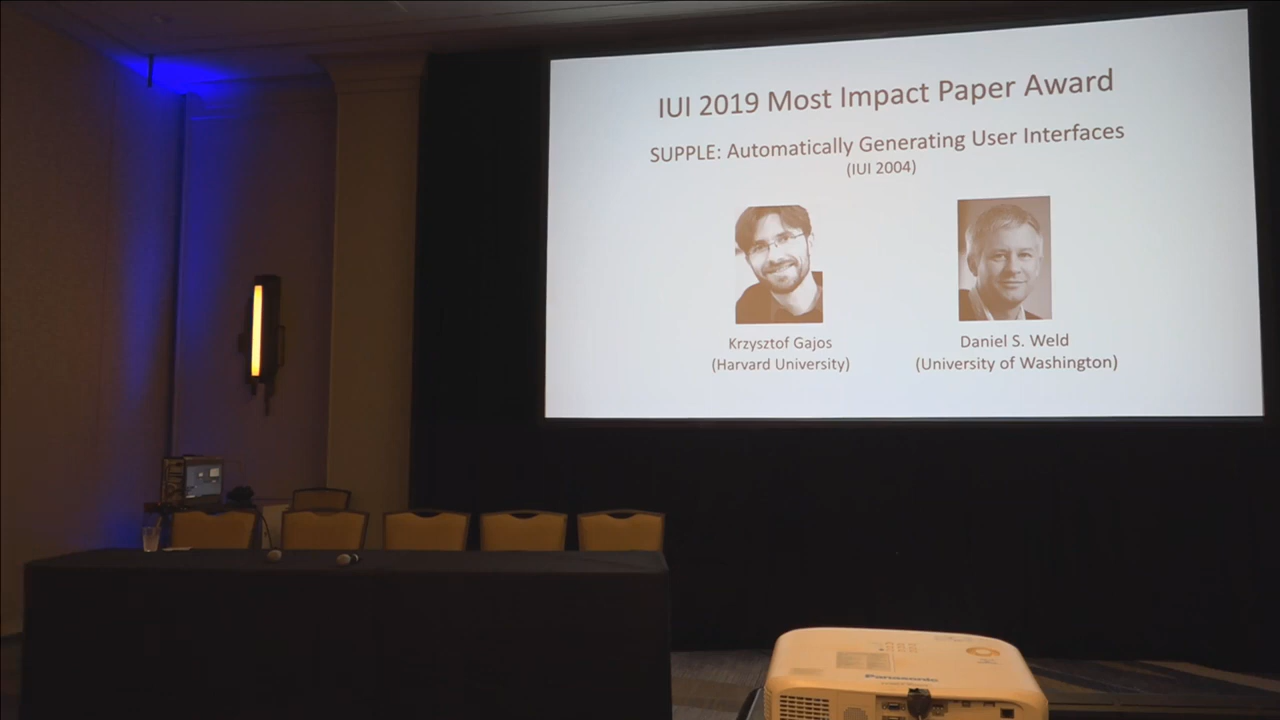 IUI 2019 Most Impact Paper Award
SUPPLE: Automatically Generating User Interfaces
(IUI 2004)
Krzysztof Gajos
(Harvard University)
Daniel S. Weld
(University of Washington)
Panasonic